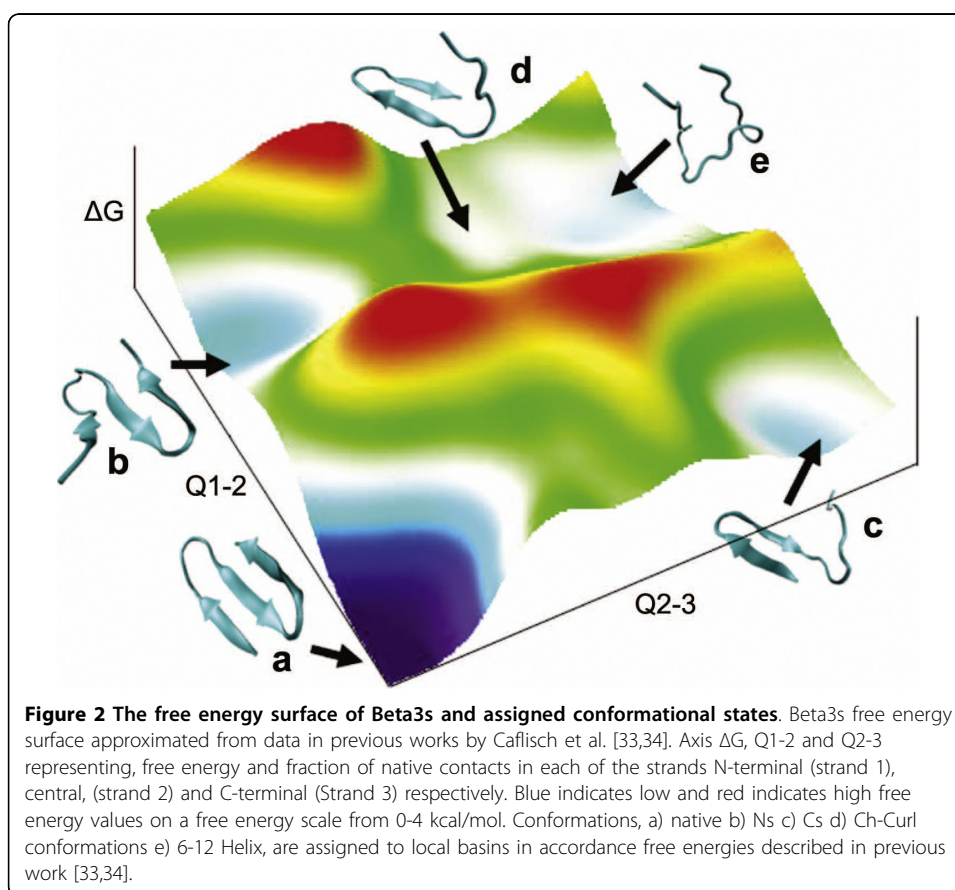 d
e
ΔG
b
Q1-2
c
a
Q2-3
Figure 2 The free energy surface of Beta3s and assigned conformational states. Beta3s free energy
surface approximated from data in previous works by Caflisch et al. [33,34]. Axis ΔG, Q1-2 and Q2-3
representing, free energy and fraction of native contacts in each of the strands N-terminal (strand 1),
central, (strand 2) and C-terminal (Strand 3) respectively. Blue indicates low and red indicates high free
energy values on a free energy scale from 0-4 kcal/mol. Conformations, a) native b) Ns c) Cs d) Ch-Curl
conformations e) 6-12 Helix, are assigned to local basins in accordance free energies described in previous
work [33,34].